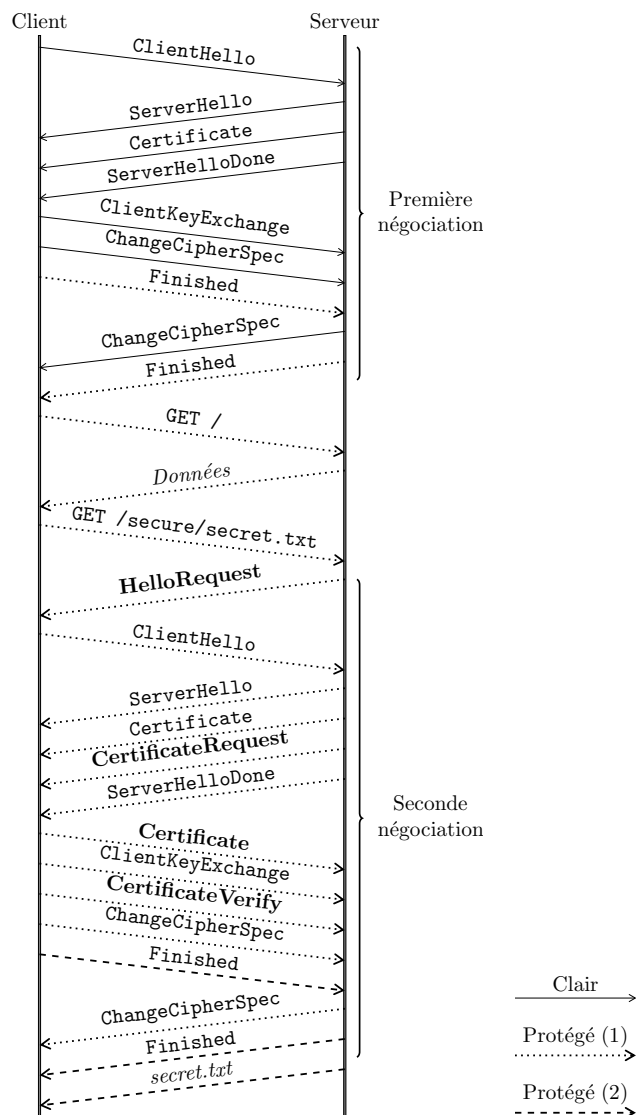 Client
Serveur
ClientHello
ServerHello
Certificate
ServerHelloDone
ClientKeyExchange
ChangeCipherSpec
Finished
ChangeCipherSpec
Finished
Première
négociation
GET /
Données
GET /secure/secret.txt
HelloRequest
ClientHello
ServerHello
Certificate
CertificateRequest
ServerHelloDone
Certificate
ClientKeyExchange
CertificateVerify
ChangeCipherSpec
Finished
ChangeCipherSpec
Finished
secret.txt
Seconde
négociation
Clair
Protégé (1)
Protégé (2)